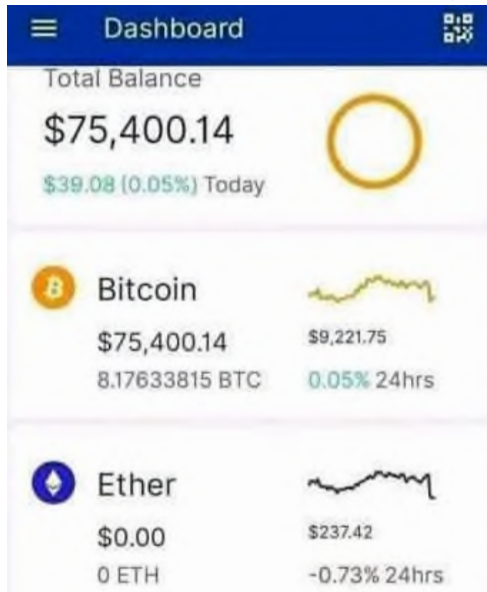 Dashboard
Total Balance
$75,400.14
$39.08 (0.05%) Today
Bitcoin
$75,400.14
$9,221.75
8.17633815 BTC
0.05% 24hrs
Ether
$0.00
$237.42
0 ETH
-0.73% 24hrs